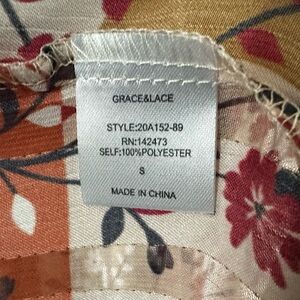 GRACE&LACE
STYLE:20A152-89
RN:142473
SELF:100%POLYESTER
S
MADE IN CHINA